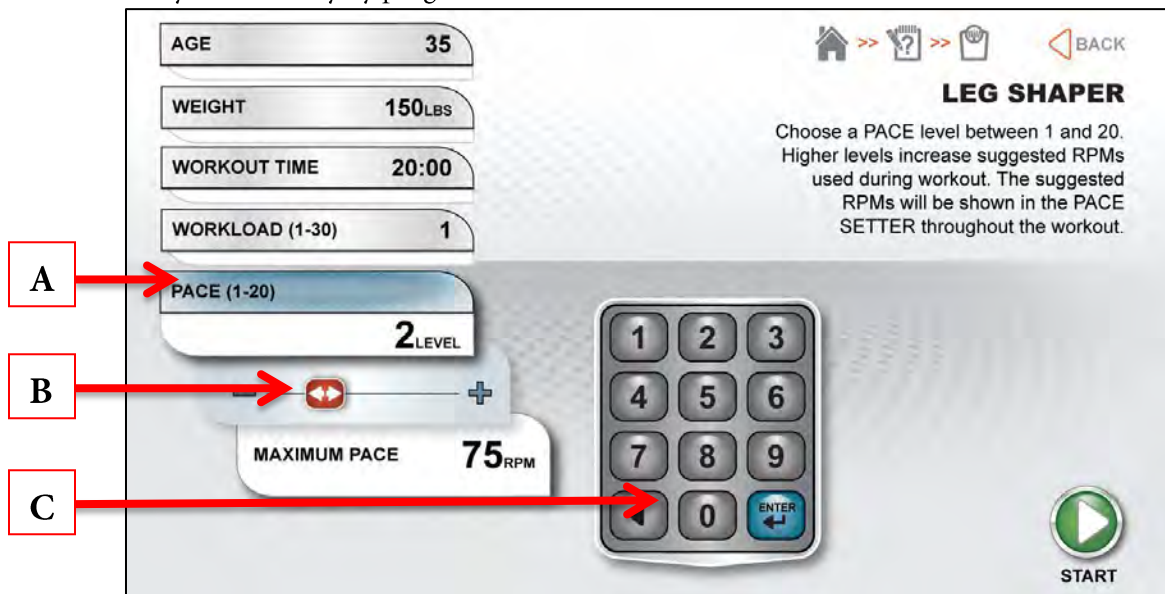 AGE 35
>> >> BACK
WEIGHT 150LBS
LEG SHAPER
Choose a PACE level between 1 and 20.
Higher levels increase suggested RPMs
used during workout. The suggested
RPMs will be shown in the PACE
SETTER throughout the workout.
WORKOUT TIME 20:00
WORKLOAD (1-30) 1
A
PACE (1-20)
2LEVEL
B
- +
MAXIMUM PACE 75RPM
C
1 2 3
4 5 6
7 8 9
0 ENTER
START